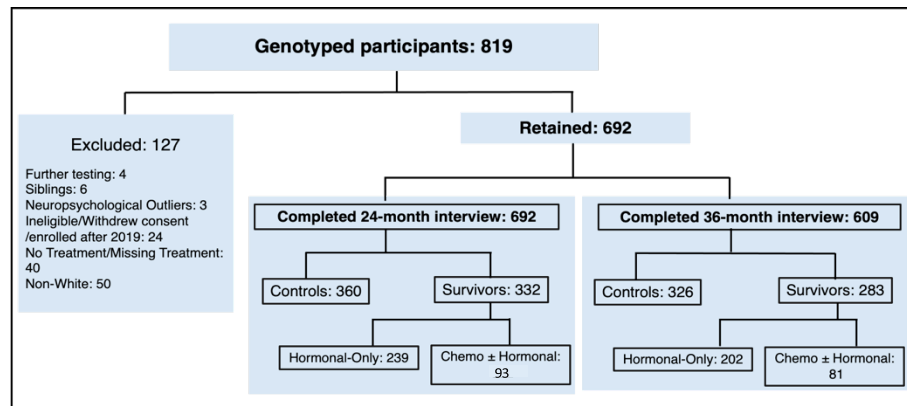 Genotyped participants: 819
Excluded: 127
Further testing: 4
Siblings: 6
Neuropsychological Outliers: 3
Ineligible/Withdrew consent
/enrolled after 2019: 24
No Treatment/Missing Treatment:
40
Non-White: 50
Retained: 692
Completed 24-month interview: 692
Controls: 360
Survivors: 332
Hormonal-Only: 239
Chemo ± Hormonal:
93
Completed 36-month interview: 609
Controls: 326
Survivors: 283
Hormonal-Only: 202
Chemo ± Hormonal:
81